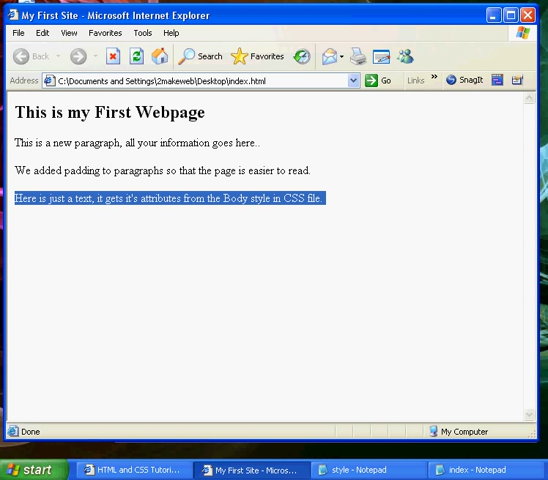 My First Site - Microsoft Internet Explorer
File Edit View Favorites Tools Help
Back Search Favorites
Address C:\Documents and Settings\2makeweb\Desktop\index.html Go Links » SnagIt
This is my First Webpage
This is a new paragraph, all your information goes here..
We added padding to paragraphs so that the page is easier to read.
Here is just a text, it gets it's attributes from the Body style in CSS file.
Done My Computer
start HTML and CSS Tutori... My First Site - Micros... style - Notepad index - Notepad